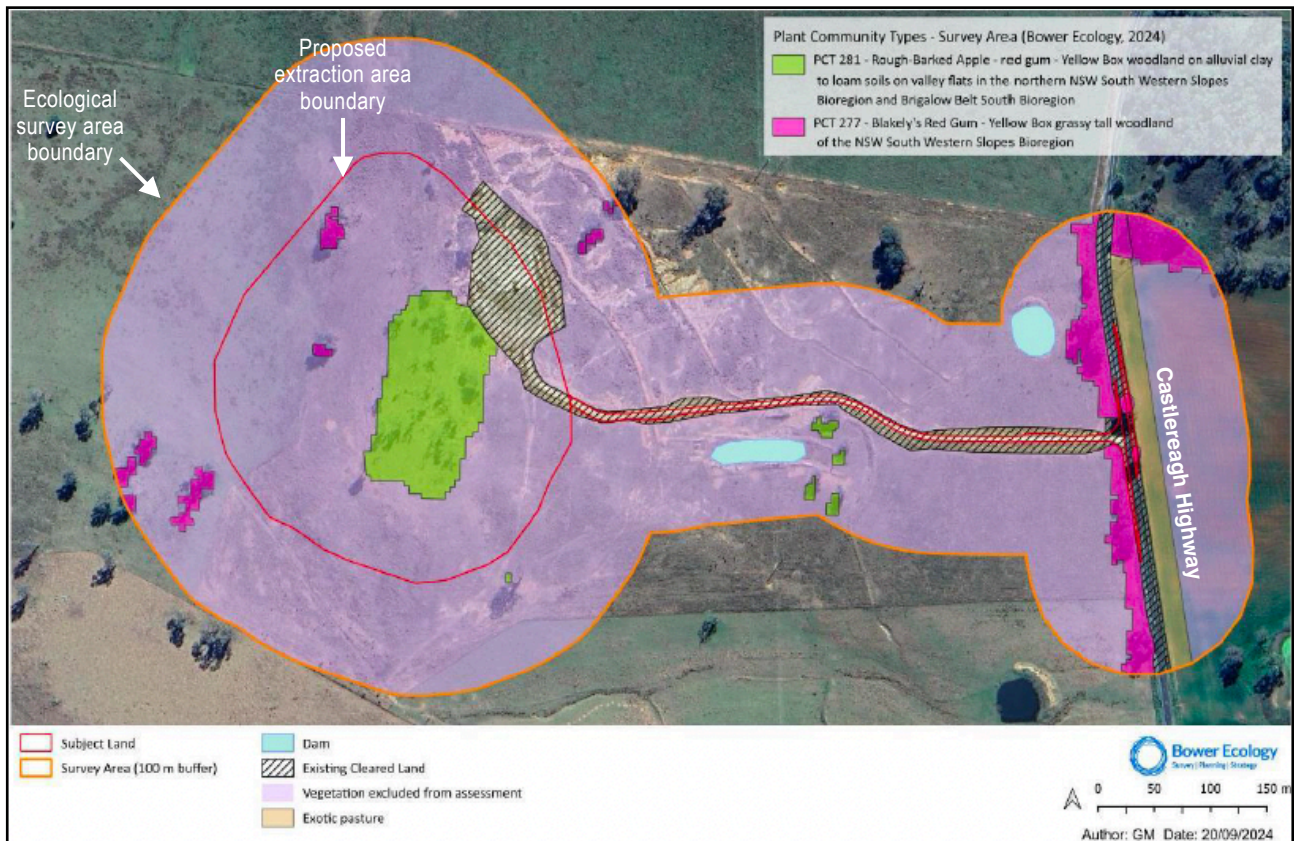 Proposed
extraction area
boundary
Ecological
survey area
boundary
Plant Community Types - Survey Area (Bower Ecology, 2024)
PCT 281 - Rough-Barked Apple - red gum - Yellow Box woodland on alluvial clay
to loam soils on valley flats in the northern NSW South Western Slopes
Bioregion and Brigalow Belt South Bioregion
PCT 277 - Blakely's Red Gum - Yellow Box grassy tall woodland
of the NSW South Western Slopes Bioregion
Castlereagh Highway
Subject Land
Survey Area (100 m buffer)
Dam
Existing Cleared Land
Vegetation excluded from assessment
Exotic pasture
Bower Ecology
Survey | Planning | Strategy
0 50 100 150 m
Author: GM Date: 20/09/2024